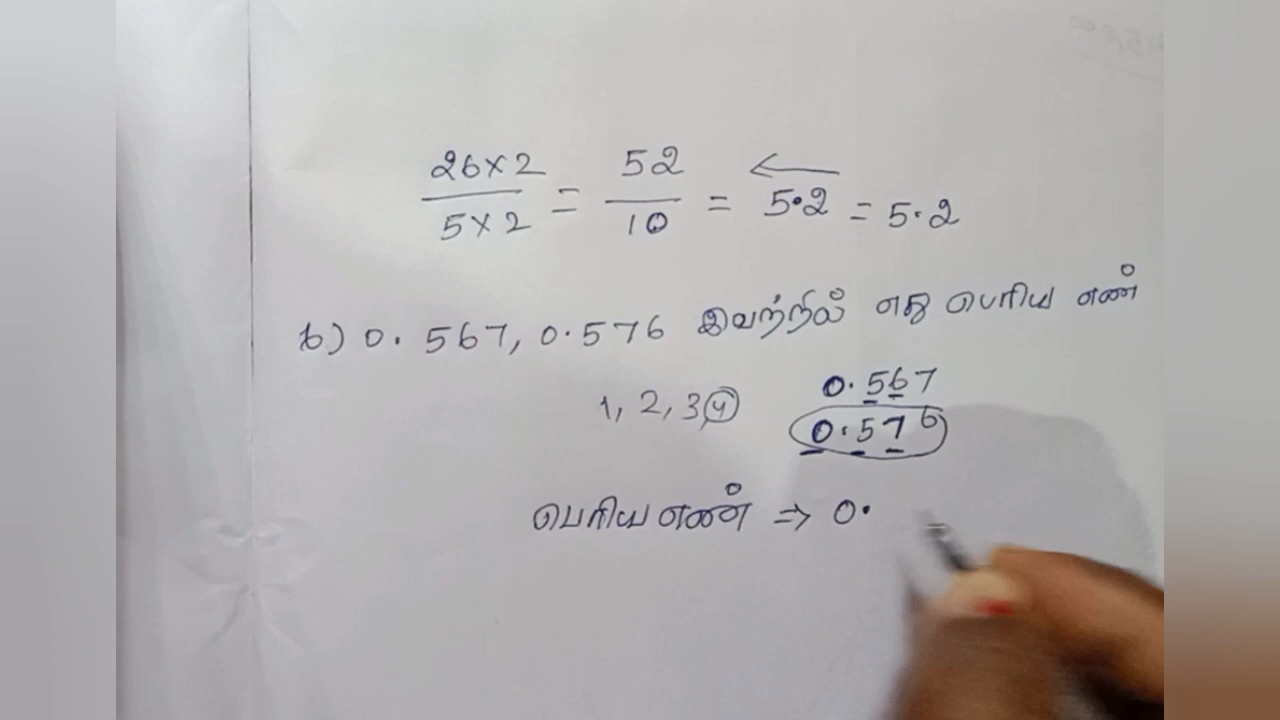 26×2/5×2 = 52/10 = 5.2 = 5.2
b) 0.567, 0.576 இவற்றில் எது பெரிய எண்
0.567
1, 2, 3, 4
0.576
பெரிய எண் ⇒ 0.